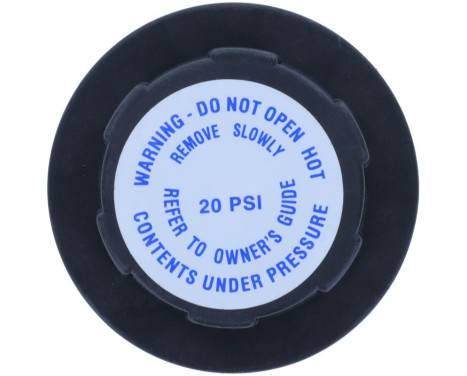 WARNING - DO NOT OPEN HOT
REMOVE SLOWLY
20 PSI
REFER TO OWNER'S GUIDE
CONTENTS UNDER PRESSURE